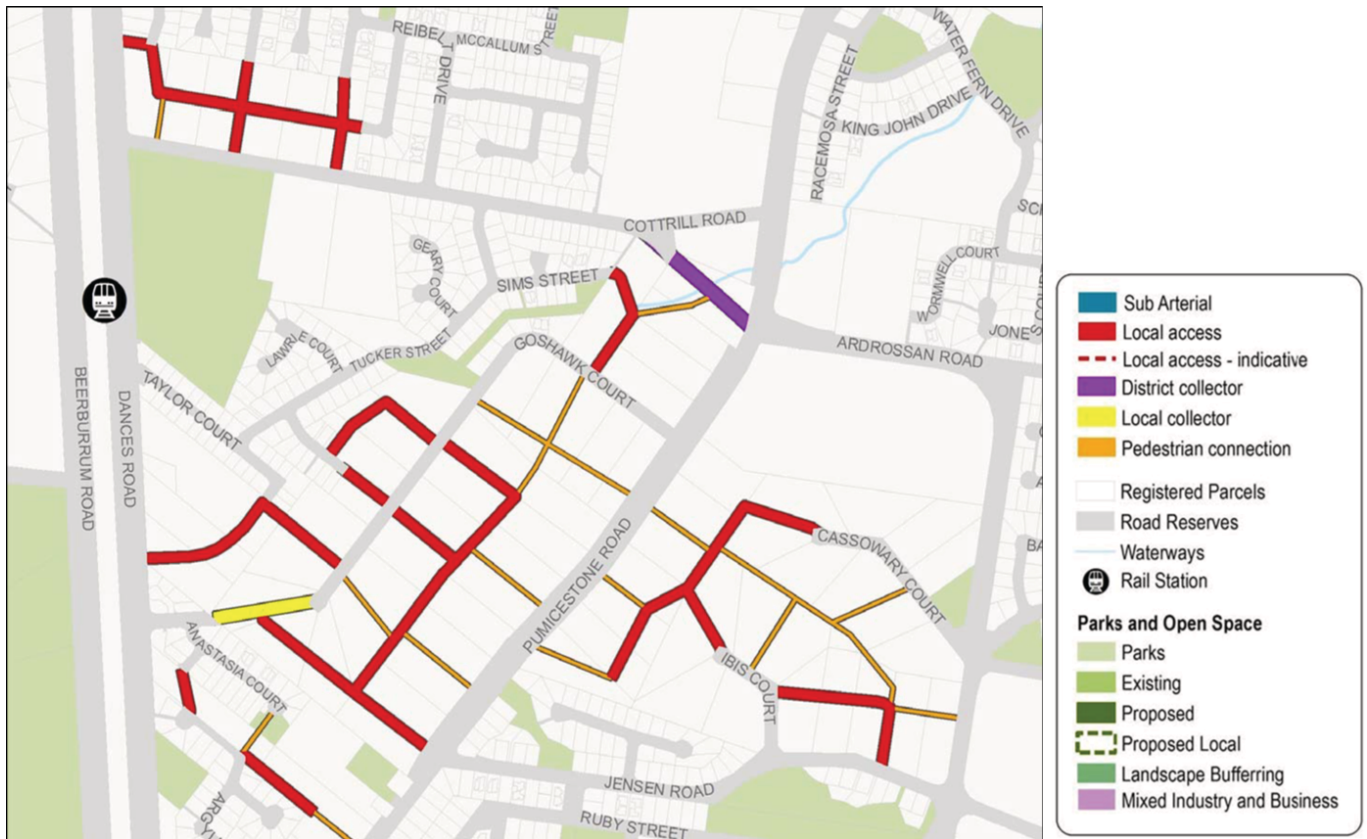 REIBELT DRIVE
MCCALLUM STREET
WATER FERN DRIVE
RACEMOSA STREET
KING JOHN DRIVE
COTTRILL ROAD
GEARY COURT
SIMS STREET
WORMWELL COURT
JONE
LAWRIE COURT
TUCKER STREET
GOSHAWK COURT
ARDROSSAN ROAD
TAYLOR COURT
BEERBURRUM ROAD
DANCES ROAD
PUMICESTONE ROAD
CASSOWARY COURT
BA
ANASTASIA COURT
IBIS COURT
JENSEN ROAD
RUBY STREET
Sub Arterial
Local access
Local access - indicative
District collector
Local collector
Pedestrian connection
Registered Parcels
Road Reserves
Waterways
Rail Station
Parks and Open Space
Parks
Existing
Proposed
Proposed Local
Landscape Bufferring
Mixed Industry and Business